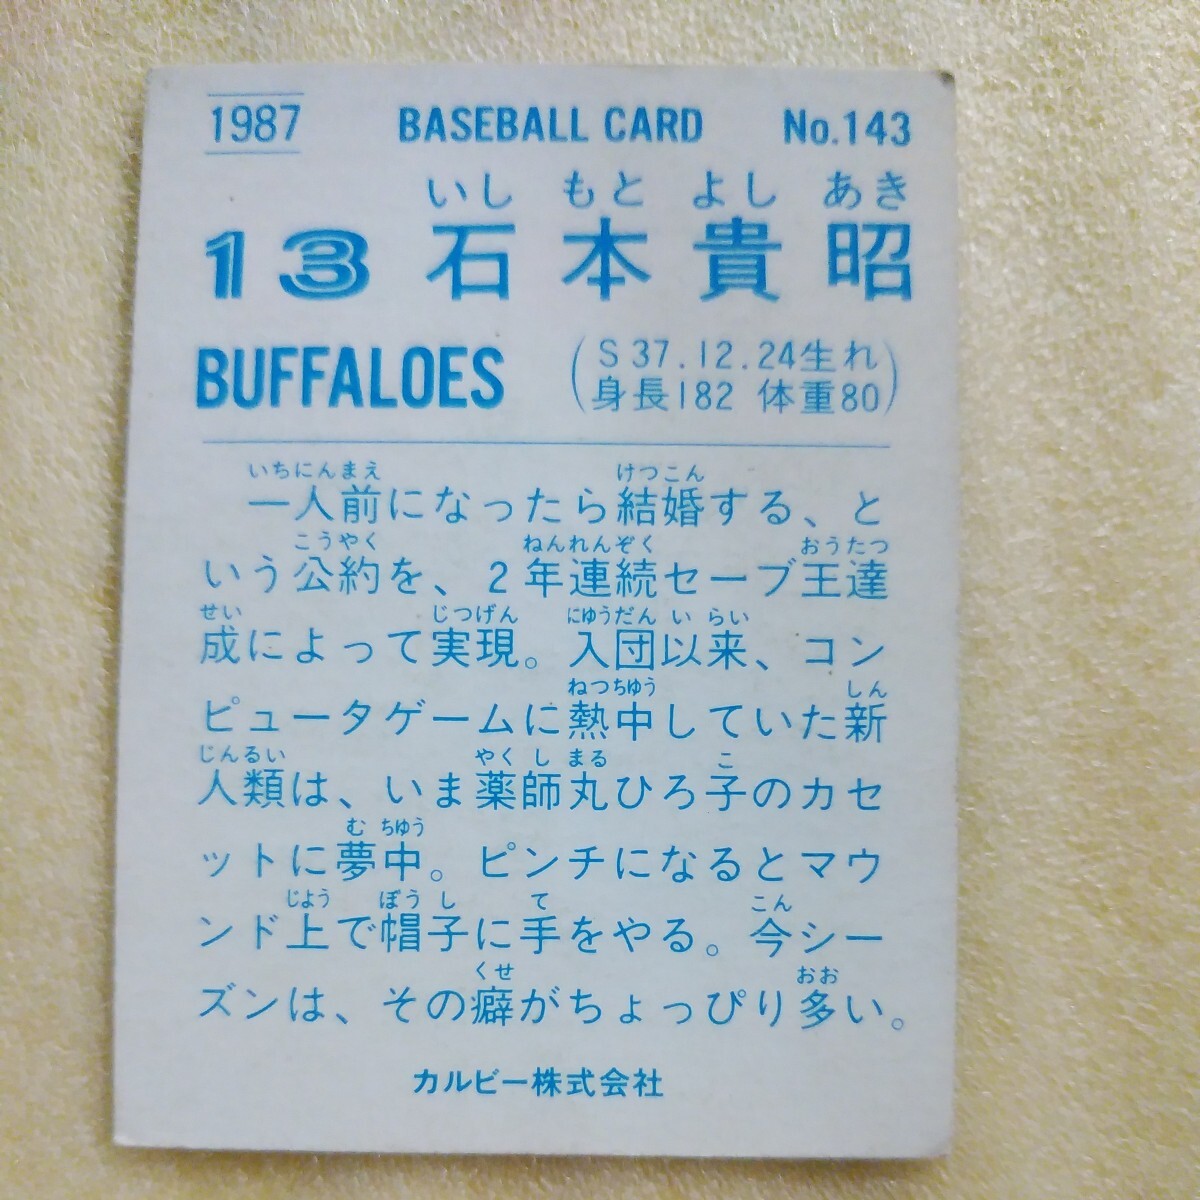 1987 BASEBALL CARD No.143
いし もと よし あき
13 石本貴昭
BUFFALOES
(S37.12.24生れ
身長182 体重80)
いちにんまえ けつこん
一人前になったら結婚する、と
こうやく ねんれんぞく おうたつ
いう公約を、2年連続セーブ王達
せい じつげん にゆうだん い らい
成によって実現。入団以来、コン
ねつちゆう しん
ピュータゲームに熱中していた新
じんるい やく し まる こ
人類は、いま薬師丸ひろ子のカセ
む ちゆう
ットに夢中。ピンチになるとマウ
じよう ぼう し て こん
ンド上で帽子に手をやる。今シー
くせ おお
ズンは、その癖がちょっぴり多い。
カルビー株式会社